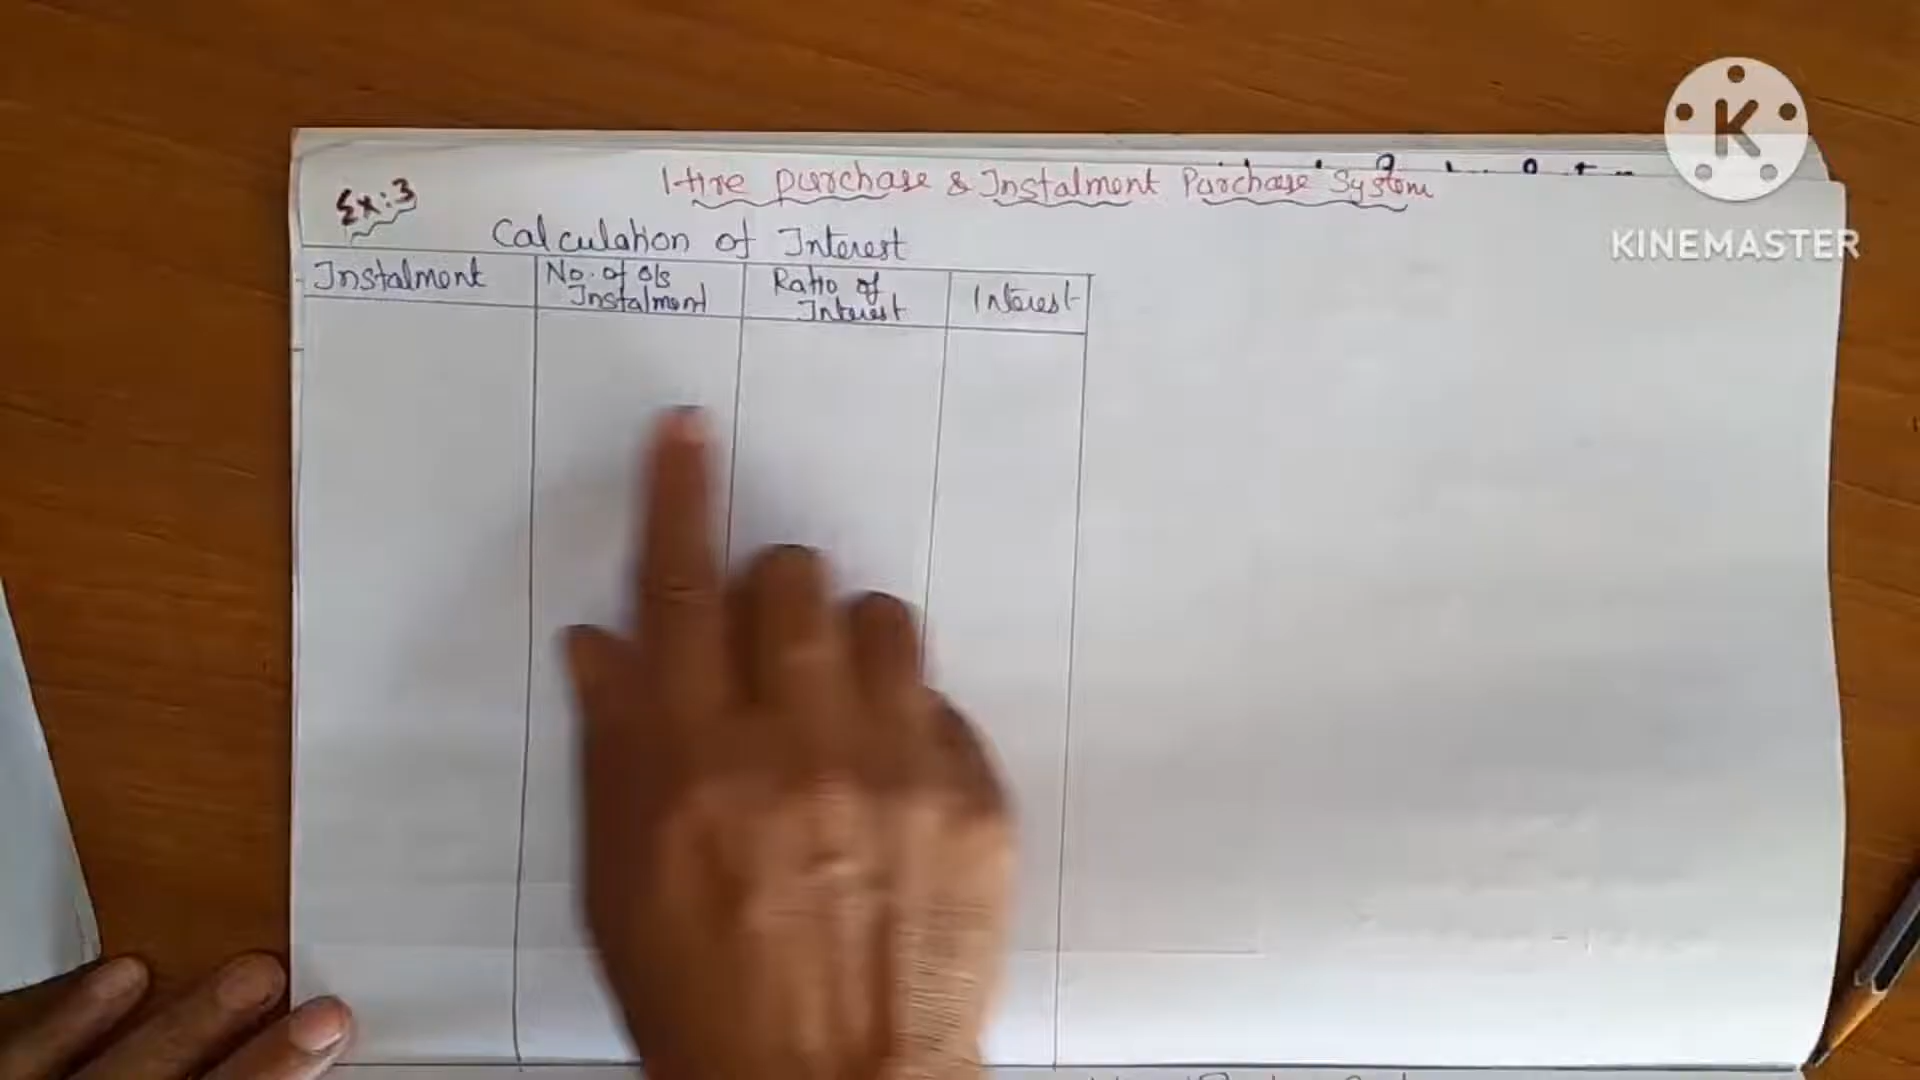 Hire purchase & Instalment Purchase System
Ex:3
Calculation of Interest
Instalment
No. of O/s
Instalment
Ratio of
Interest
Interest
K
KINEMASTER